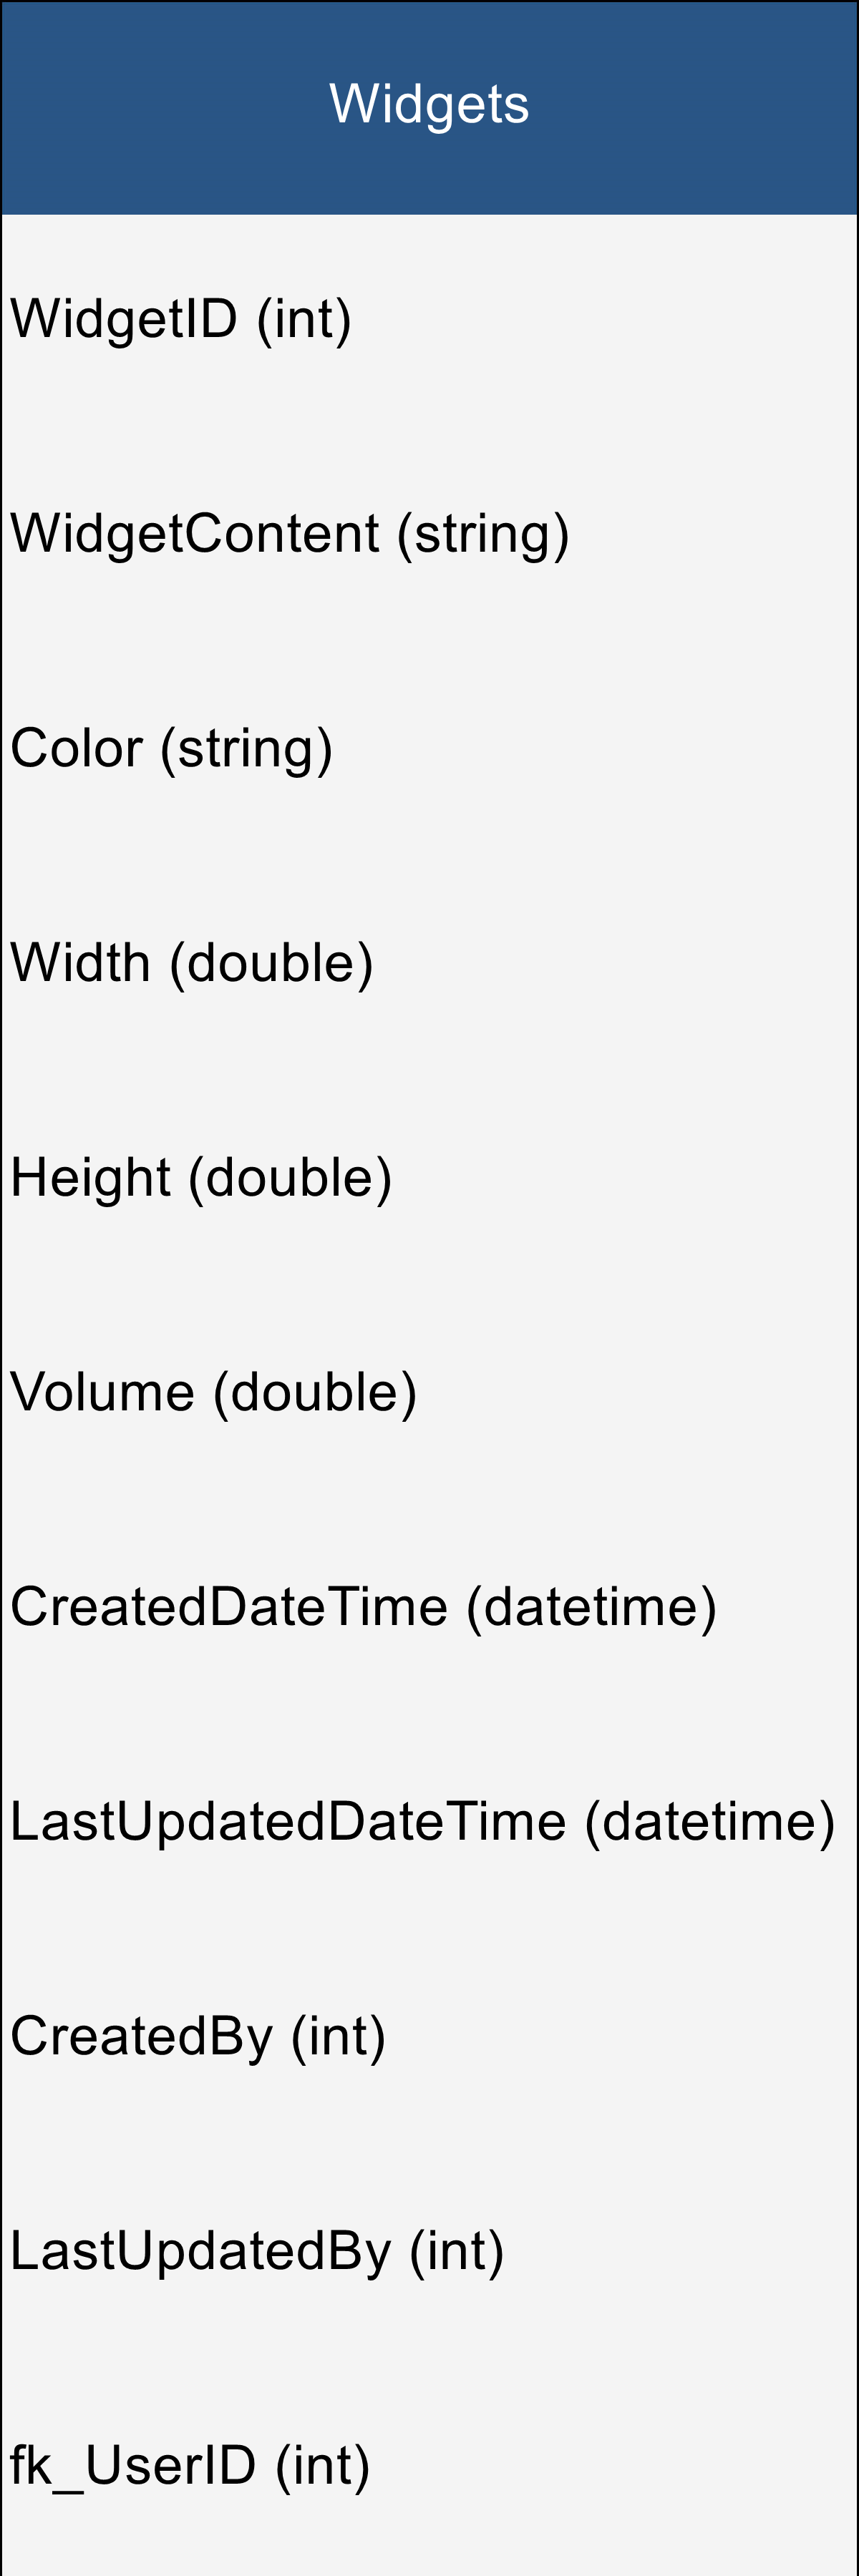 Widgets
WidgetID (int)
WidgetContent (string)
Color (string)
Width (double)
Height (double)
Volume (double)
CreatedDateTime (datetime)
LastUpdatedDateTime (datetime)
CreatedBy (int)
LastUpdatedBy (int)
fk_UserID (int)